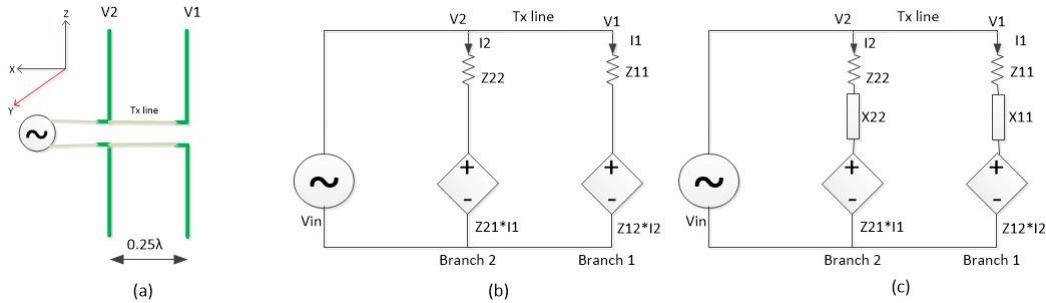 Z
X
Y
V2
V1
Tx line
0.25λ
(a)
V2
Tx line
V1
I2
I1
Z22
Z11
+
-
+
-
Vin
Z21*I1
Z12*I2
Branch 2
Branch 1
(b)
V2
Tx line
V1
I2
I1
Z22
Z11
X22
X11
+
-
+
-
Vin
Z21*I1
Z12*I2
Branch 2
Branch 1
(c)